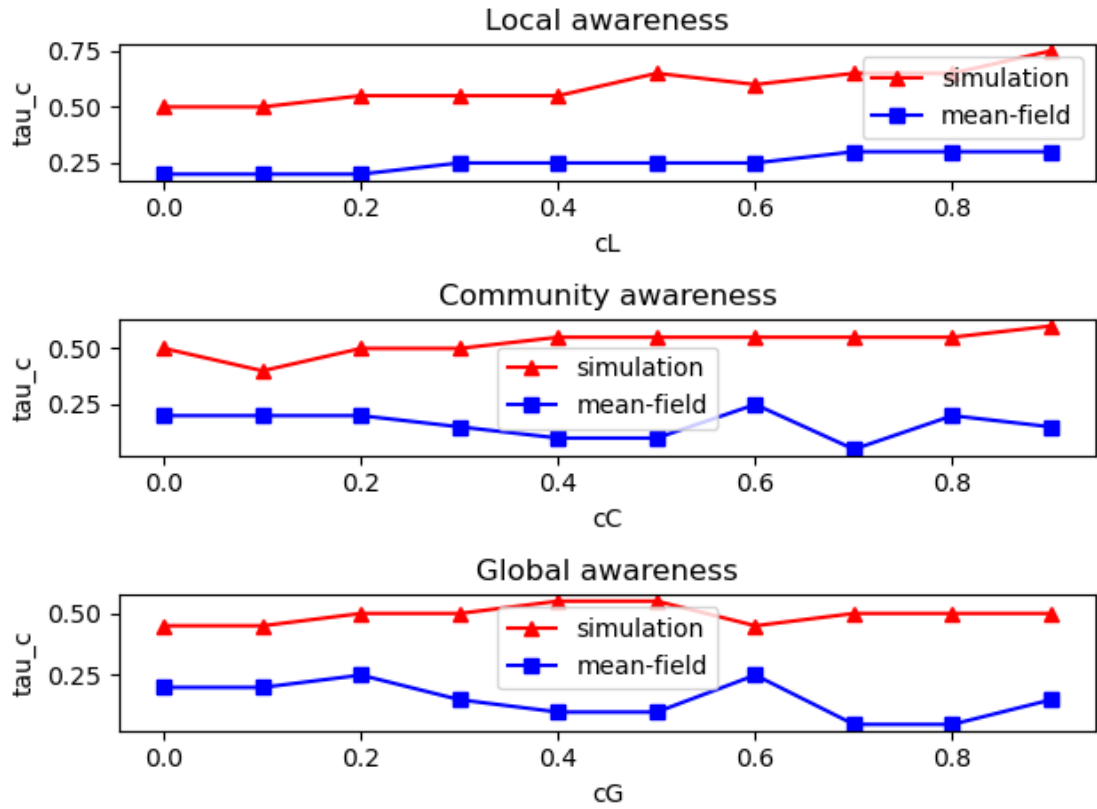 Local awareness
0.75
0.50
0.25
tau_c
simulation
mean-field
0.0 0.2 0.4 0.6 0.8
cL
Community awareness
0.50
0.25
tau_c
simulation
mean-field
0.0 0.2 0.4 0.6 0.8
cC
Global awareness
0.50
0.25
tau_c
simulation
mean-field
0.0 0.2 0.4 0.6 0.8
cG